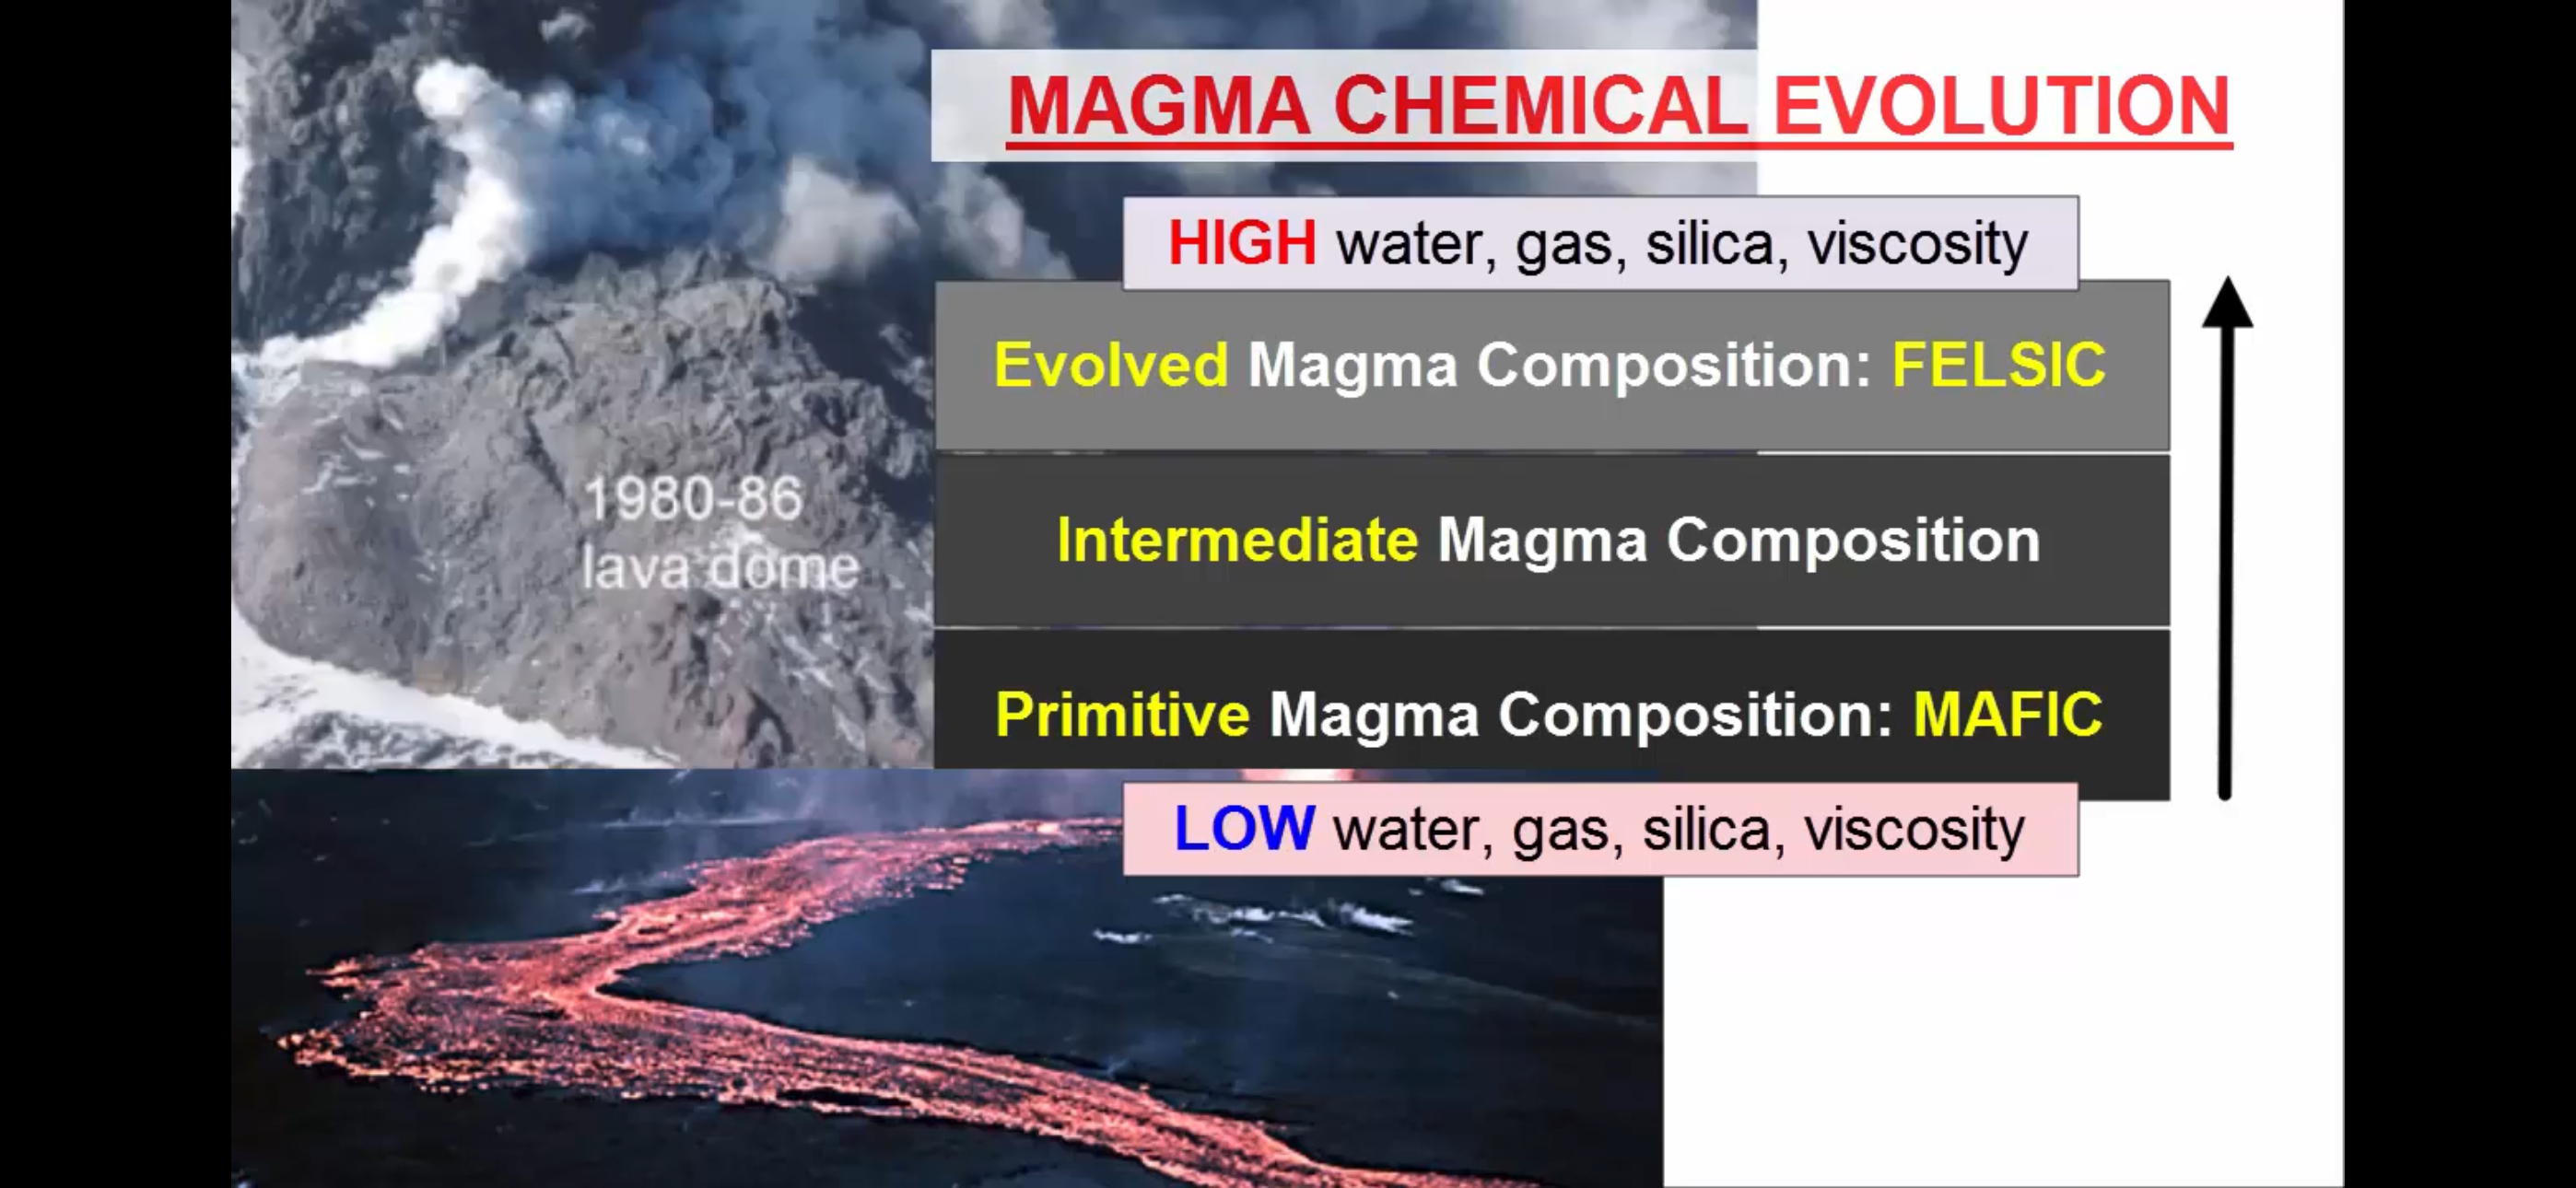 MAGMA CHEMICAL EVOLUTION
HIGH water, gas, silica, viscosity
Evolved Magma Composition: FELSIC
1980-86
lava dome
Intermediate Magma Composition
Primitive Magma Composition: MAFIC
LOW water, gas, silica, viscosity